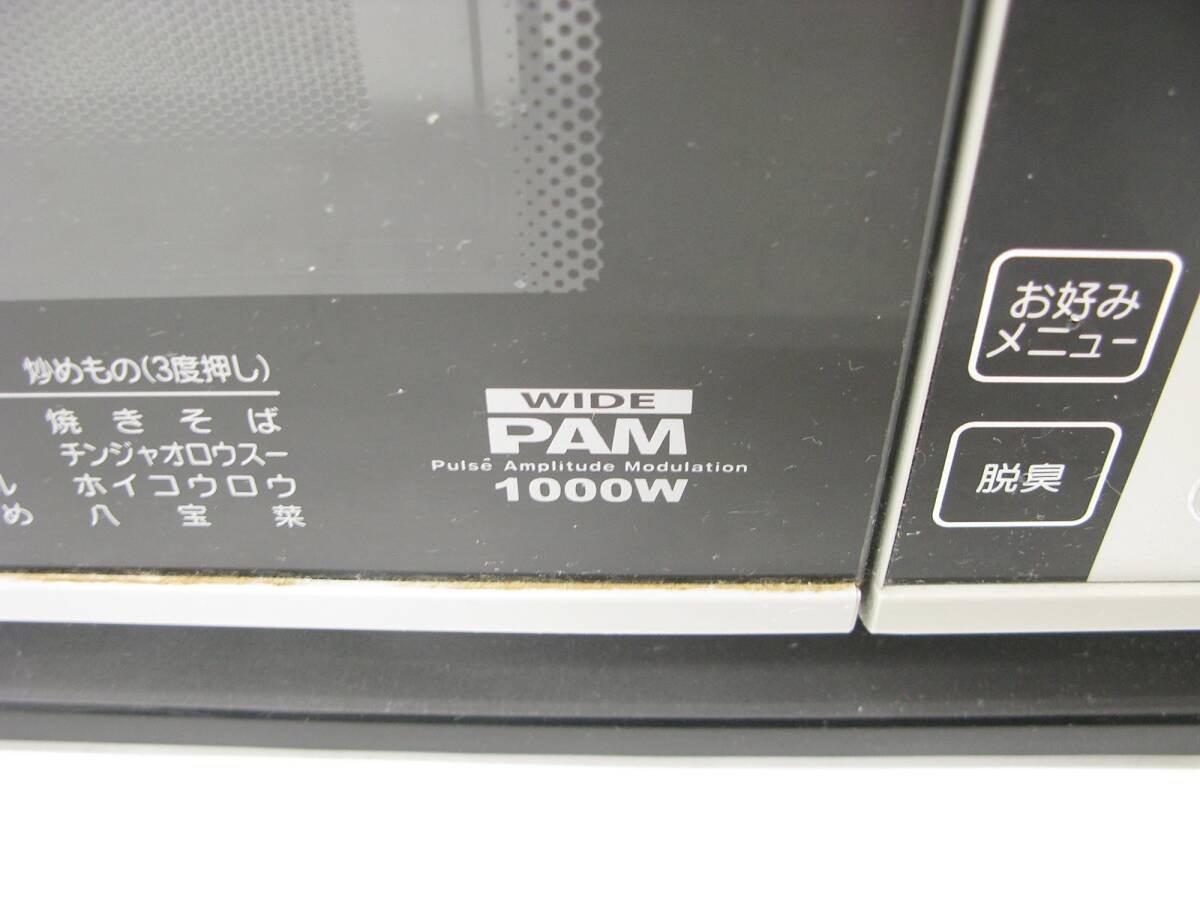 炒めもの(3度押し)
焼きそば
チンジャオロウスー
ル ホイコウロウ
め 八宝菜
WIDE
PAM
Pulse Amplitude Modulation
1000W
お好み
メニュー
脱臭